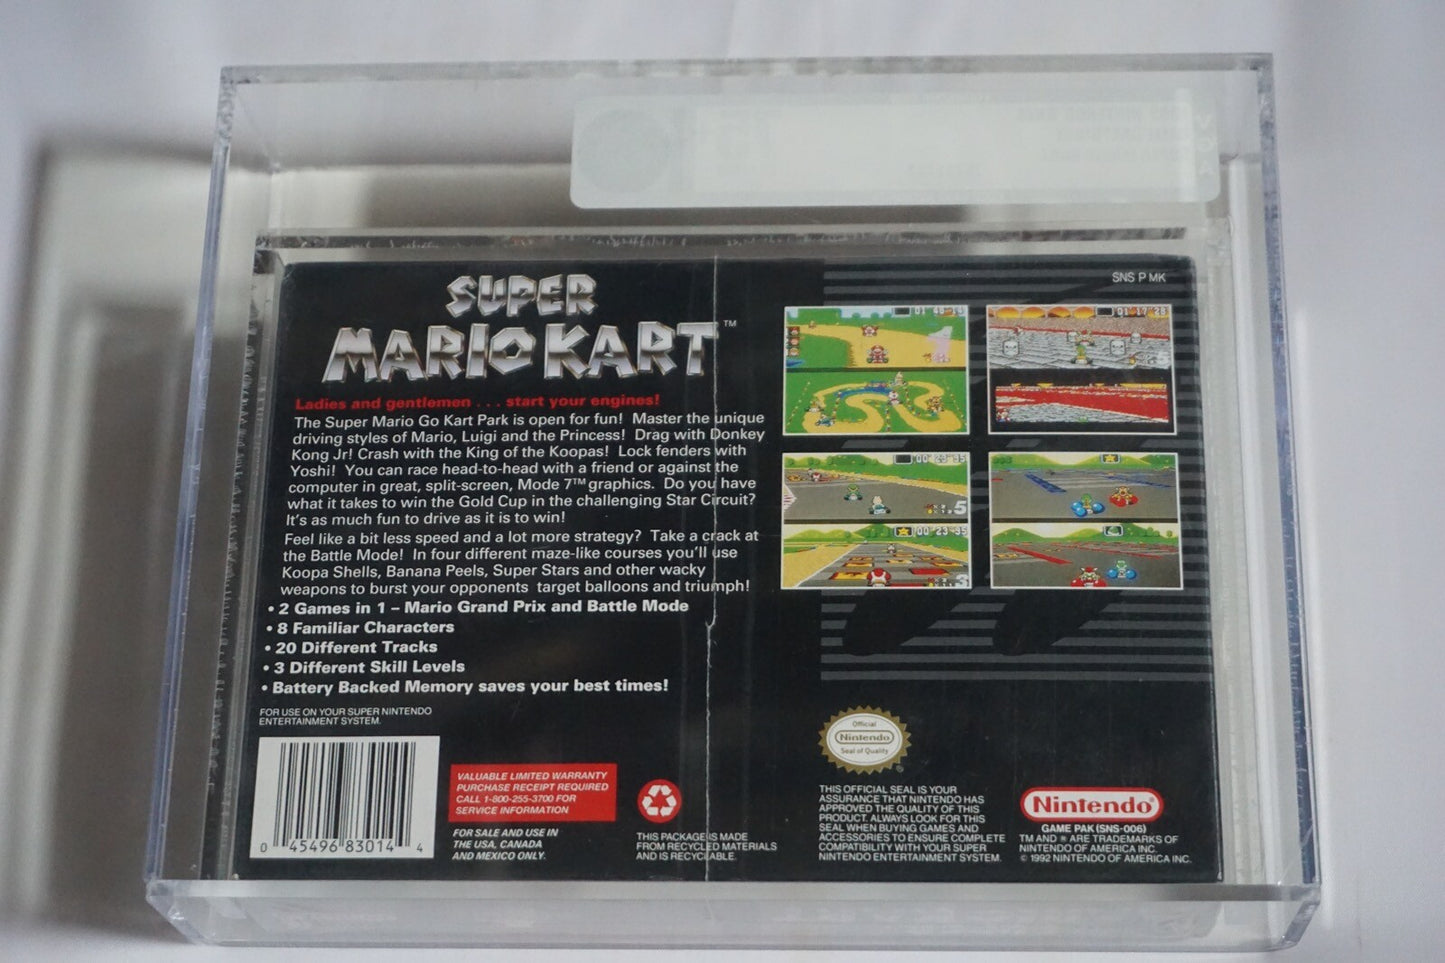 SNS P MK
SUPER
MARIO KART™
Ladies and gentlemen . . . start your engines!
The Super Mario Go Kart Park is open for fun! Master the unique
driving styles of Mario, Luigi and the Princess! Drag with Donkey
Kong Jr! Crash with the King of the Koopas! Lock fenders with
Yoshi! You can race head-to-head with a friend or against the
computer in great, split-screen, Mode 7™ graphics. Do you have
what it takes to win the Gold Cup in the challenging Star Circuit?
It's as much fun to drive as it is to win!
Feel like a bit less speed and a lot more strategy? Take a crack at
the Battle Mode! In four different maze-like courses you'll use
Koopa Shells, Banana Peels, Super Stars and other wacky
weapons to burst your opponents target balloons and triumph!
• 2 Games in 1 – Mario Grand Prix and Battle Mode
• 8 Familiar Characters
• 20 Different Tracks
• 3 Different Skill Levels
• Battery Backed Memory saves your best times!
FOR USE ON YOUR SUPER NINTENDO
ENTERTAINMENT SYSTEM.
0 45496 83014 4
VALUABLE LIMITED WARRANTY
PURCHASE RECEIPT REQUIRED
CALL 1-800-255-3700 FOR
SERVICE INFORMATION
FOR SALE AND USE IN
THE USA, CANADA
AND MEXICO ONLY.
THIS PACKAGE IS MADE
FROM RECYCLED MATERIALS
AND IS RECYCLABLE.
Official
Nintendo
Seal of Quality
THIS OFFICIAL SEAL IS YOUR
ASSURANCE THAT NINTENDO HAS
APPROVED THE QUALITY OF THIS
PRODUCT. ALWAYS LOOK FOR THIS
SEAL WHEN BUYING GAMES AND
ACCESSORIES TO ENSURE COMPLETE
COMPATIBILITY WITH YOUR SUPER
NINTENDO ENTERTAINMENT SYSTEM.
Nintendo®
GAME PAK (SNS-006)
TM AND ® ARE TRADEMARKS OF
NINTENDO OF AMERICA INC.
© 1992 NINTENDO OF AMERICA INC.